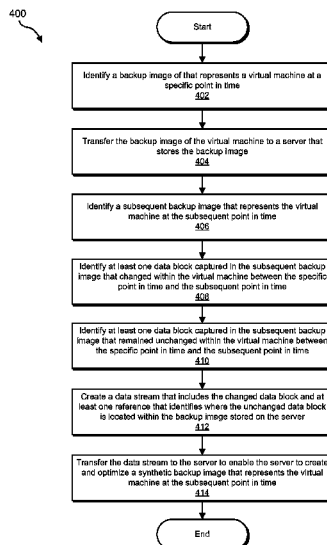 400
Start
Identify a backup image of that represents a virtual machine at a
specific point in time
402
Transfer the backup image of the virtual machine to a server that
stores the backup image
404
Identify a subsequent backup image that represents the virtual
machine at the subsequent point in time
406
Identify at least one data block captured in the subsequent backup
image that changed within the virtual machine between the specific
point in time and the subsequent point in time
408
Identify at least one data block captured in the subsequent backup
image that remained unchanged within the virtual machine between
the specific point in time and the subsequent point in time
410
Create a data stream that includes the changed data block and at
least one reference that identifies where the unchanged data block
is located within the backup image stored on the server
412
Transfer the data stream to the server to enable the server to create
and optimize a synthetic backup image that represents the virtual
machine at the subsequent point in time
414
End